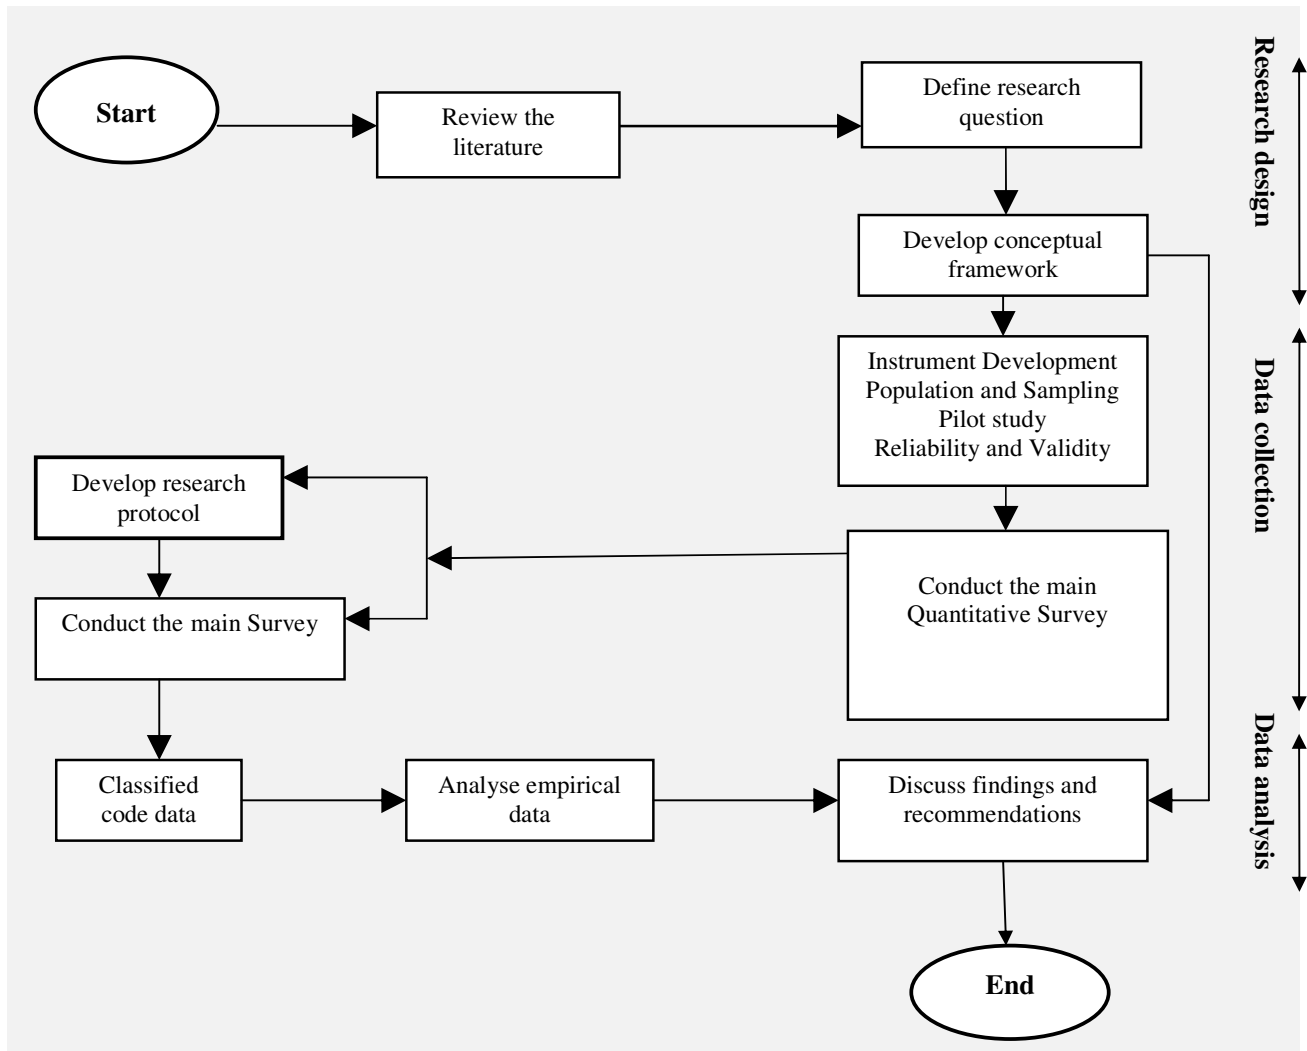 Start
Review the
literature
Define research
question
Develop conceptual
framework
Instrument Development
Population and Sampling
Pilot study
Reliability and Validity
Conduct the main
Quantitative Survey
Develop research
protocol
Conduct the main Survey
Classified
code data
Analyse empirical
data
Discuss findings and
recommendations
End
Research design
Data collection
Data analysis